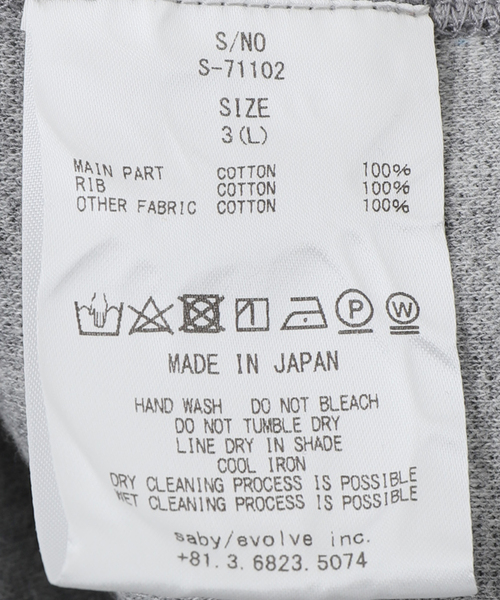 S/NO
S-71102
SIZE
3(L)
MAIN PART COTTON 100%
RIB COTTON 100%
OTHER FABRIC COTTON 100%
P W
MADE IN JAPAN
HAND WASH DO NOT BLEACH
DO NOT TUMBLE DRY
LINE DRY IN SHADE
COOL IRON
DRY CLEANING PROCESS IS POSSIBLE
WET CLEANING PROCESS IS POSSIBLE
saby/evolve inc.
+81. 3. 6823. 5074